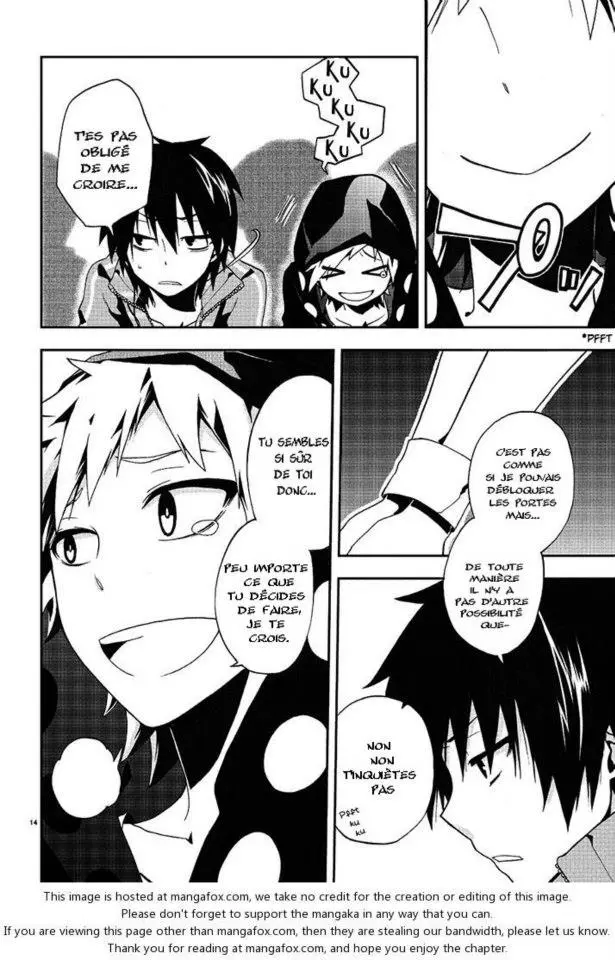 *PFFT
KU
KU
KU
KU
KU
T'ES PAS
OBLIGÉ
DE ME
CROIRE...
C'EST PAS
COMME
SI JE POUVAIS
DÉBLOQUER
LES PORTES
MAIS...
DE TOUTE
MANIÈRE
IL N'Y A
PAS D'AUTRE
POSSIBILITÉ
QUE-
NON
NON
T'INQUIÈTES
PAS
Pfft
ku
ku
TU SEMBLES
SI SÛR
DE TOI
DONC...
PEU IMPORTE
CE QUE
TU DÉCIDES
DE FAIRE,
JE TE
CROIS.
14
This image is hosted at mangafox.com, we take no credit for the creation or editing of this image.
Please don't forget to support the mangaka in any way that you can.
If you are viewing this page other than mangafox.com, then they are stealing our bandwidth, please let us know.
Thank you for reading at mangafox.com, and hope you enjoy the chapter.